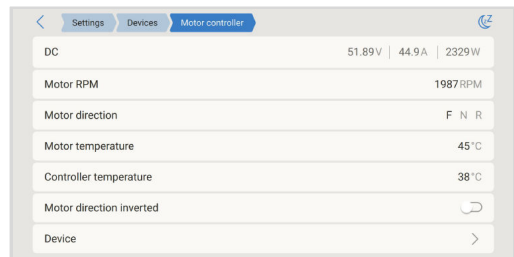 Settings Devices Motor controller
DC 51.89V 44.9A 2329W
Motor RPM 1987RPM
Motor direction F N R
Motor temperature 45°C
Controller temperature 38°C
Motor direction inverted
Device